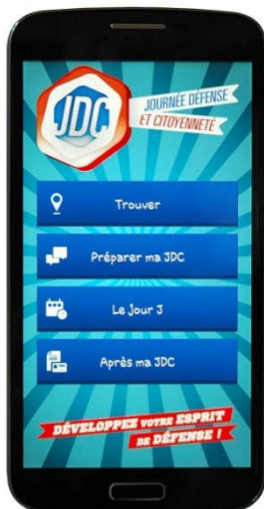 JDC
JOURNÉE DÉFENSE
ET CITOYENNETÉ
Trouver
Préparer ma JDC
Le jour J
Après ma JDC
DÉVELOPPEZ VOTRE ESPRIT
DE DÉFENSE !